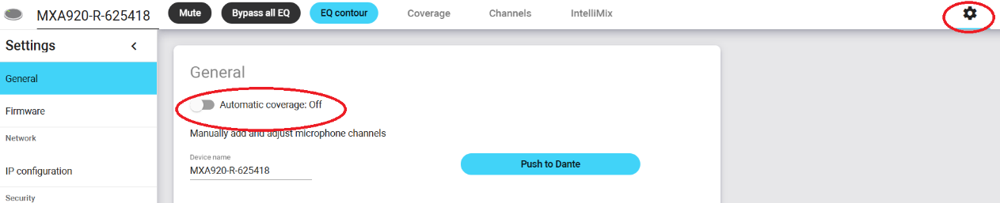 MXA920-R-625418
Mute
Bypass all EQ
EQ contour
Coverage
Channels
IntelliMix
Settings
General
Firmware
Network
IP configuration
Security
General
Automatic coverage: Off
Manually add and adjust microphone channels
Device name
MXA920-R-625418
Push to Dante